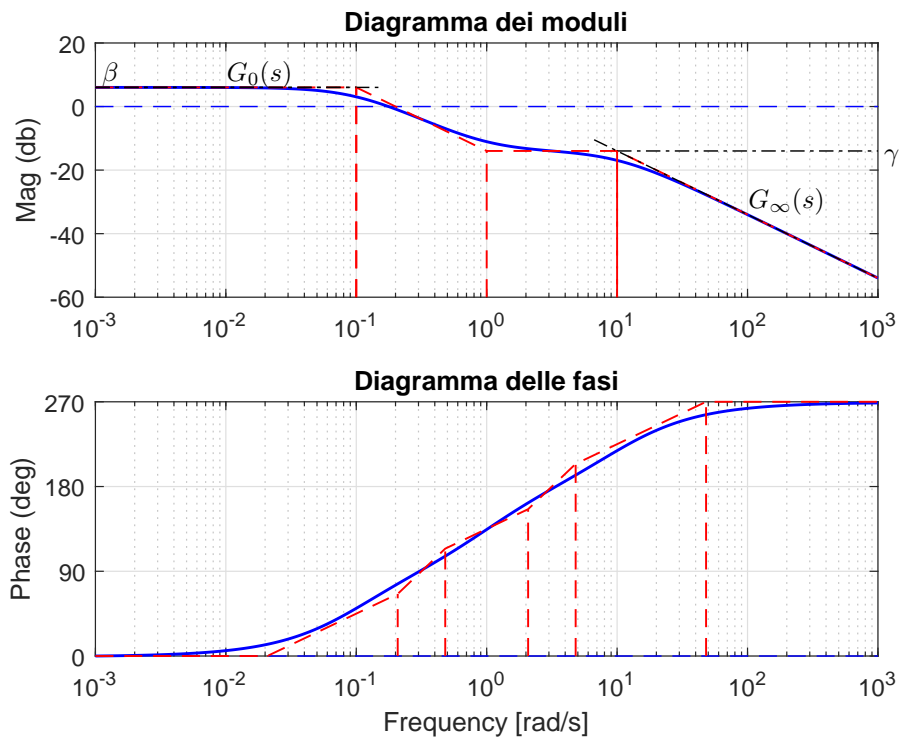 Diagramma dei moduli
Mag (db)
20
0
-20
-40
-60
β
G₀(s)
γ
G∞(s)
10⁻³
10⁻²
10⁻¹
10⁰
10¹
10²
10³
Diagramma delle fasi
Phase (deg)
270
180
90
0
10⁻³
10⁻²
10⁻¹
10⁰
10¹
10²
10³
Frequency [rad/s]